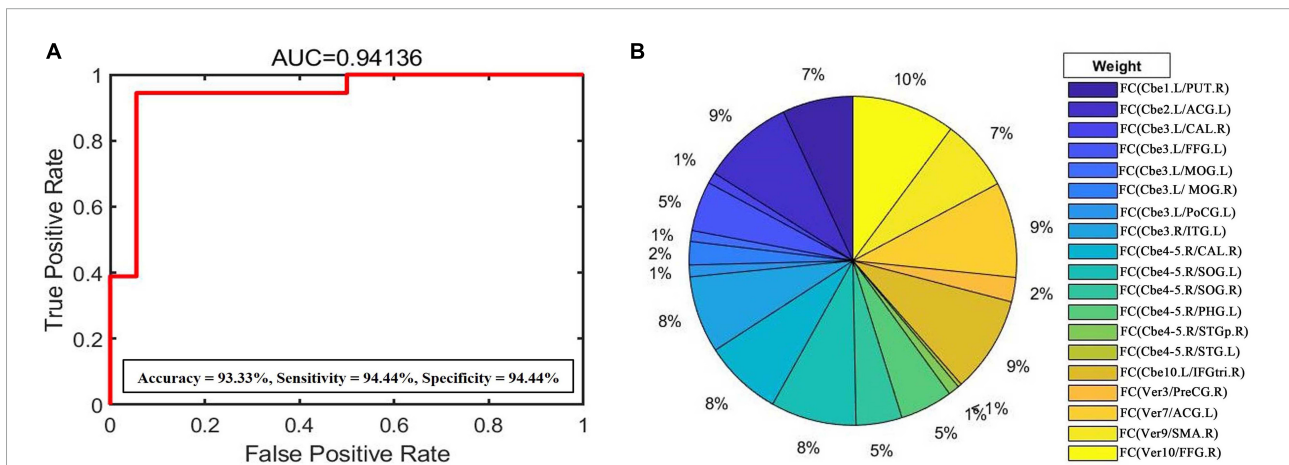 A
AUC=0.94136
True Positive Rate
1
0.8
0.6
0.4
0.2
0
Accuracy = 93.33%, Sensitivity = 94.44%, Specificity = 94.44%
0 0.2 0.4 0.6 0.8 1
False Positive Rate
B
7%
10%
9%
7%
1%
5%
9%
1%
2%
1%
2%
8%
9%
8%
< 1%
1%
5%
8%
5%
Weight
FC(Cbe1.L/PUT.R)
FC(Cbe2.L/ACG.L)
FC(Cbe3.L/CAL.R)
FC(Cbe3.L/FFG.L)
FC(Cbe3.L/MOG.L)
FC(Cbe3.L/ MOG.R)
FC(Cbe3.L/PoCG.L)
FC(Cbe3.R/ITG.L)
FC(Cbe4-5.R/CAL.R)
FC(Cbe4-5.R/SOG.L)
FC(Cbe4-5.R/SOG.R)
FC(Cbe4-5.R/PHG.L)
FC(Cbe4-5.R/STGp.R)
FC(Cbe4-5.R/STG.L)
FC(Cbe10.L/IFGtri.R)
FC(Ver3/PreCG.R)
FC(Ver7/ACG.L)
FC(Ver9/SMA.R)
FC(Ver10/FFG.R)